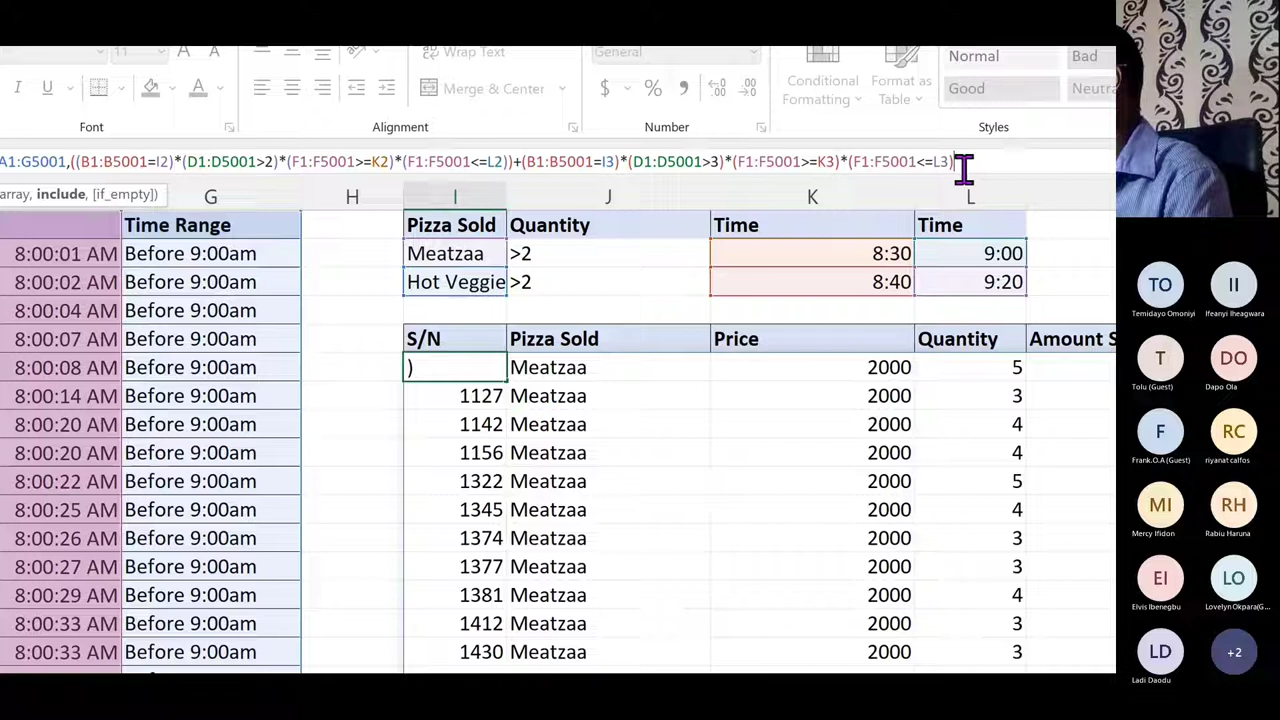 11
A
A
Wrap Text
General
I
U
A
Merge & Center
$
%
Conditional
Formatting
Format as
Table
Normal
Bad
Good
Neutra
Font
Alignment
Number
Styles
A1:G5001,((B1:B5001=I2)*(D1:D5001>2)*(F1:F5001>=K2)*(F1:F5001<=L2))+(B1:B5001=I3)*(D1:D5001>3)*(F1:F5001>=K3)*(F1:F5001<=L3)
array, include, [if_empty])
G H I J K L
Time Range Pizza Sold Quantity Time Time
8:00:01 AM Before 9:00am Meatzaa >2 8:30 9:00
8:00:02 AM Before 9:00am Hot Veggie >2 8:40 9:20
8:00:04 AM Before 9:00am
8:00:07 AM Before 9:00am S/N Pizza Sold Price Quantity Amount S
8:00:08 AM Before 9:00am ) Meatzaa 2000 5
8:00:14 AM Before 9:00am 1127 Meatzaa 2000 3
8:00:20 AM Before 9:00am 1142 Meatzaa 2000 4
8:00:20 AM Before 9:00am 1156 Meatzaa 2000 4
8:00:22 AM Before 9:00am 1322 Meatzaa 2000 5
8:00:25 AM Before 9:00am 1345 Meatzaa 2000 4
8:00:26 AM Before 9:00am 1374 Meatzaa 2000 3
8:00:27 AM Before 9:00am 1377 Meatzaa 2000 3
8:00:29 AM Before 9:00am 1381 Meatzaa 2000 4
8:00:33 AM Before 9:00am 1412 Meatzaa 2000 3
8:00:33 AM Before 9:00am 1430 Meatzaa 2000 3
TO II
Temidayo Omoniyi Ifeanyi Iheagwara
T DO
Tolu (Guest) Dapo Ola
F RC
Frank.O.A (Guest) riyanat calfos
MI RH
Mercy Ifidon Rabiu Haruna
EI LO
Elvis Ibenegbu Lovelyn Okpara(G...
LD +2
Ladi Daodu